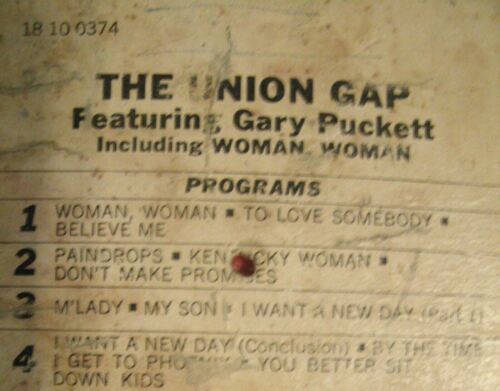 18 10 0374
THE UNION GAP
Featuring Gary Puckett
Including WOMAN, WOMAN
PROGRAMS
1 WOMAN, WOMAN ▪ TO LOVE SOMEBODY ▪
BELIEVE ME
2 RAINDROPS ▪ KENTUCKY WOMAN ▪
DON'T MAKE PROMISES
3 M'LADY ▪ MY SON ▪ I WANT A NEW DAY (Part 1)
4 I WANT A NEW DAY (Conclusion) ▪ BY THE TIME
I GET TO PHOENIX ▪ YOU BETTER SIT
DOWN KIDS